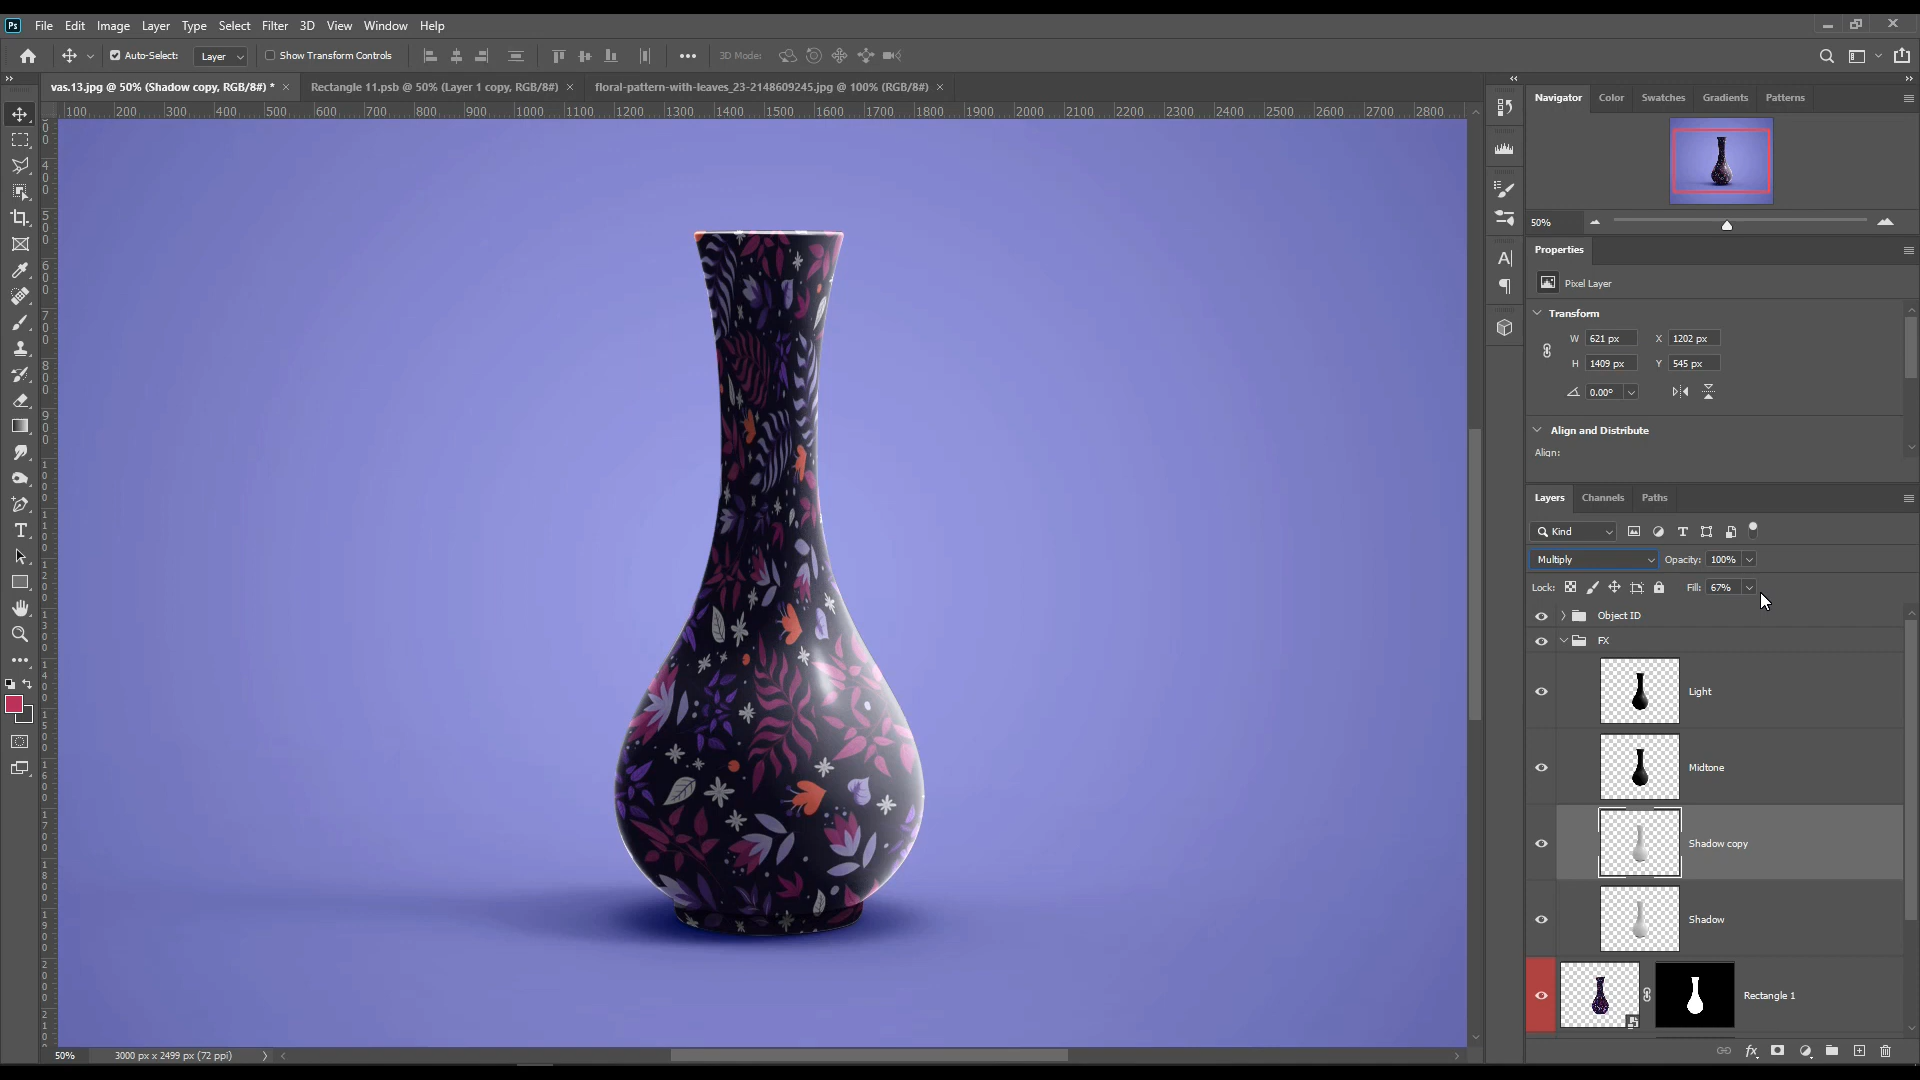 Ps File Edit Image Layer Type Select Filter 3D View Window Help
Auto-Select: Layer Show Transform Controls 3D Mode:
vas.13.jpg @ 50% (Shadow copy, RGB/8#) * Rectangle 11.psb @ 50% (Layer 1 copy, RGB/8#) floral-pattern-with-leaves_23-2148609245.jpg @ 100% (RGB/8#)
100 200 300 400 500 600 700 800 900 1000 1100 1200 1300 1400 1500 1600 1700 1800 1900 2000 2100 2200 2300 2400 2500 2600 2700 2800
Navigator Color Swatches Gradients Patterns
50%
Properties
Pixel Layer
Transform
W 621 px X 1202 px
H 1409 px Y 545 px
0.00°
Align and Distribute
Align:
Layers Channels Paths
Kind
Multiply Opacity: 100%
Lock: Fill: 67%
Object ID
FX
Light
Midtone
Shadow copy
Shadow
Rectangle 1
50% 3000 px x 2499 px (72 ppi)